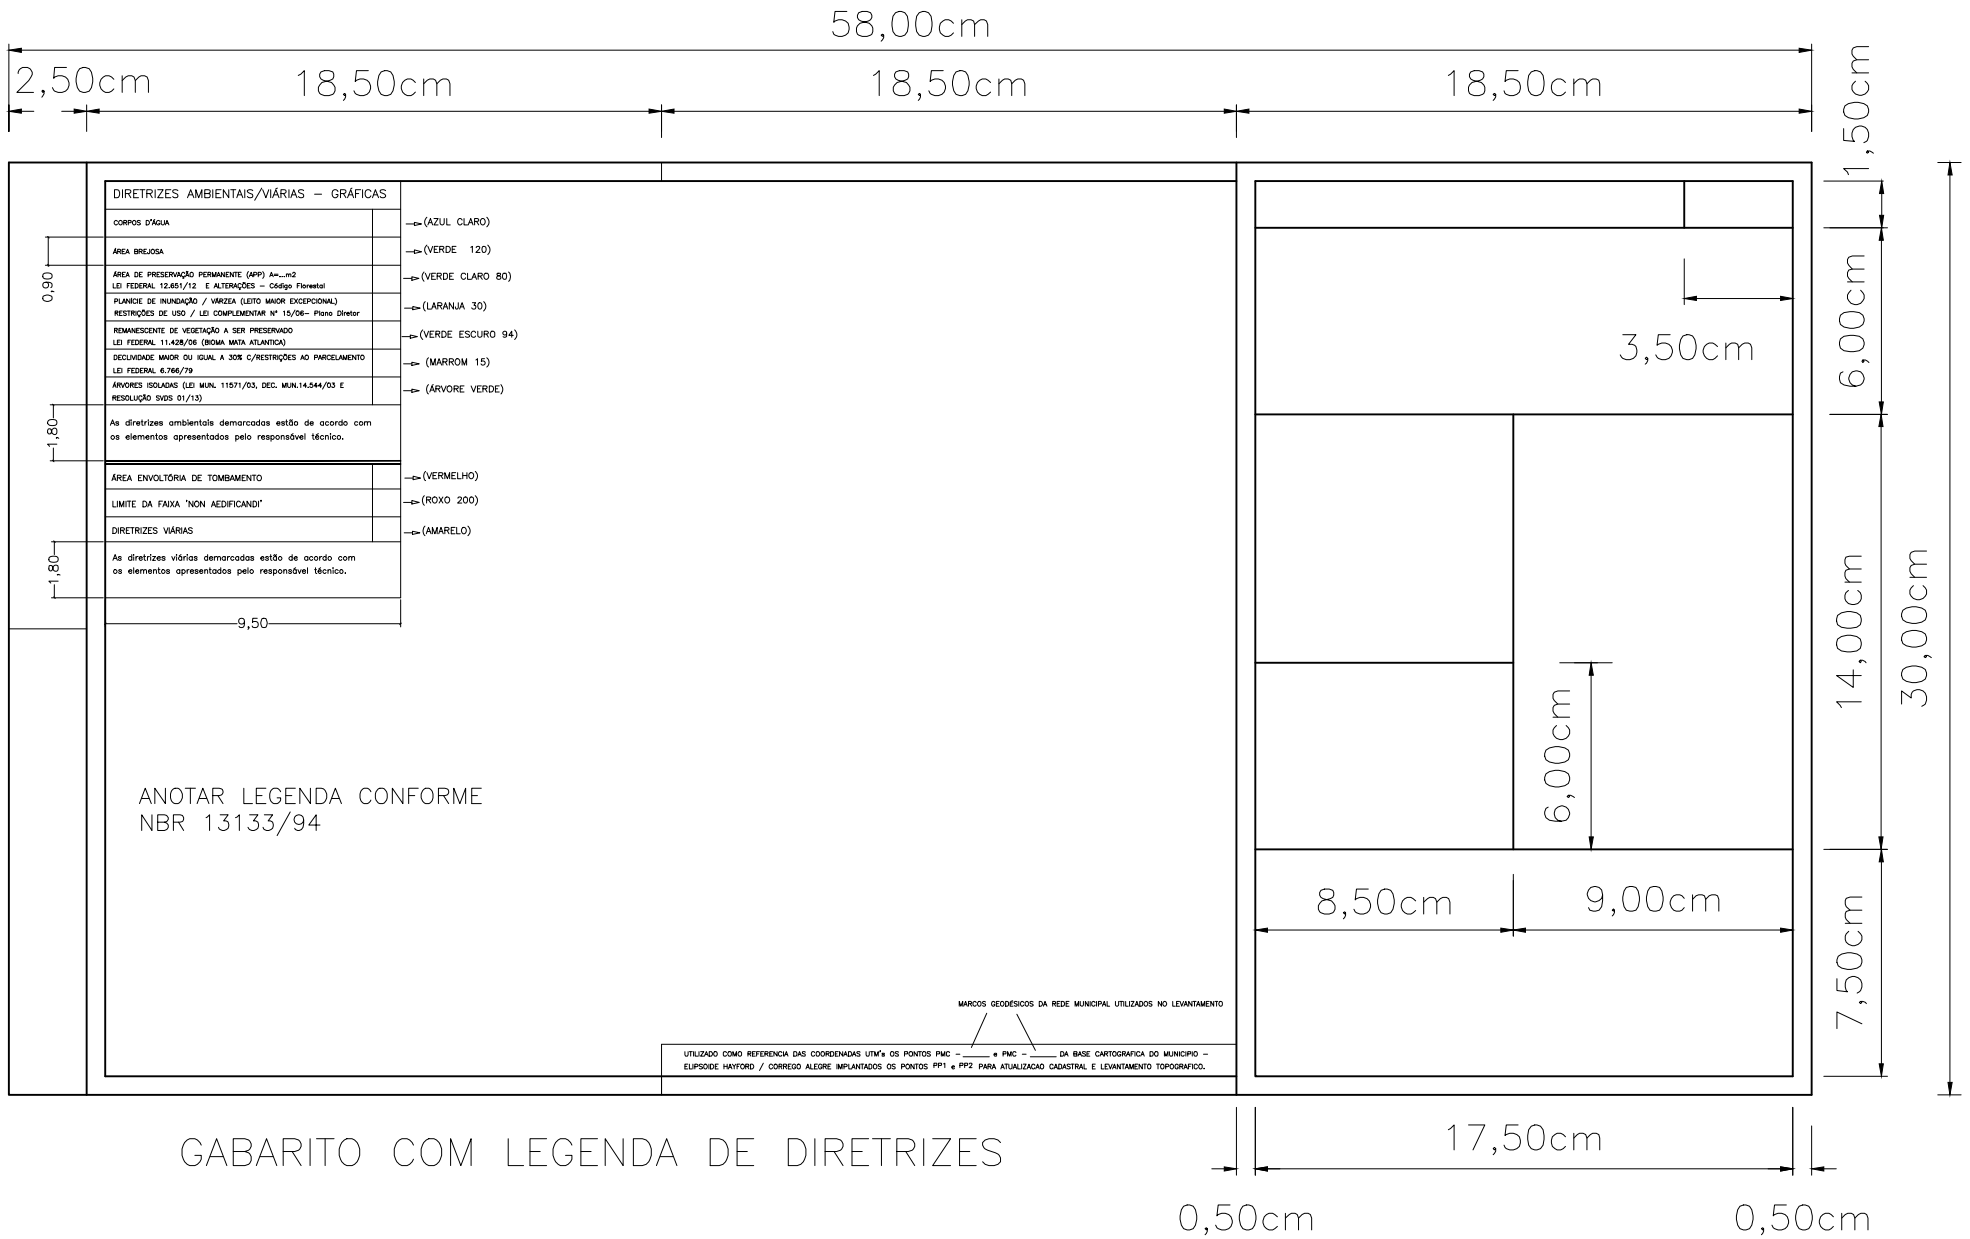 58,00cm
2,50cm
18,50cm
18,50cm
18,50cm
1,50cm
DIRETRIZES AMBIENTAIS/VIÁRIAS – GRÁFICAS
CORPOS D'ÁGUA
(AZUL CLARO)
ÁREA BREJOSA
(VERDE 120)
0,90
ÁREA DE PRESERVAÇÃO PERMANENTE (APP) A=...m2
LEI FEDERAL 12.651/12 E ALTERAÇÕES – Código Florestal
(VERDE CLARO 80)
PLANÍCIE DE INUNDAÇÃO / VÁRZEA (LEITO MAIOR EXCEPCIONAL)
RESTRIÇÕES DE USO / LEI COMPLEMENTAR N° 15/06– Plano Diretor
(LARANJA 30)
REMANESCENTE DE VEGETAÇÃO A SER PRESERVADO
LEI FEDERAL 11.428/06 (BIOMA MATA ATLANTICA)
(VERDE ESCURO 94)
DECLIVIDADE MAIOR OU IGUAL A 30% C/RESTRIÇÕES AO PARCELAMENTO
LEI FEDERAL 6.766/79
(MARROM 15)
ÁRVORES ISOLADAS (LEI MUN. 11571/03, DEC. MUN.14.544/03 E
RESOLUÇÃO SVDS 01/13)
(ÁRVORE VERDE)
1,80
As diretrizes ambientais demarcadas estão de acordo com
os elementos apresentados pelo responsável técnico.
ÁREA ENVOLTÓRIA DE TOMBAMENTO
(VERMELHO)
LIMITE DA FAIXA 'NON AEDIFICANDI'
(ROXO 200)
DIRETRIZES VIÁRIAS
(AMARELO)
1,80
As diretrizes viárias demarcadas estão de acordo com
os elementos apresentados pelo responsável técnico.
9,50
6,00cm
3,50cm
14,00cm
30,00cm
6,00cm
ANOTAR LEGENDA CONFORME
NBR 13133/94
8,50cm
9,00cm
7,50cm
MARCOS GEODÉSICOS DA REDE MUNICIPAL UTILIZADOS NO LEVANTAMENTO
UTILIZADO COMO REFERENCIA DAS COORDENADAS UTM's OS PONTOS PMC – ______ e PMC – ______ DA BASE CARTOGRAFICA DO MUNICIPIO –
ELIPSOIDE HAYFORD / CORREGO ALEGRE IMPLANTADOS OS PONTOS PP1 e PP2 PARA ATUALIZACAO CADASTRAL E LEVANTAMENTO TOPOGRAFICO.
GABARITO COM LEGENDA DE DIRETRIZES
17,50cm
0,50cm
0,50cm